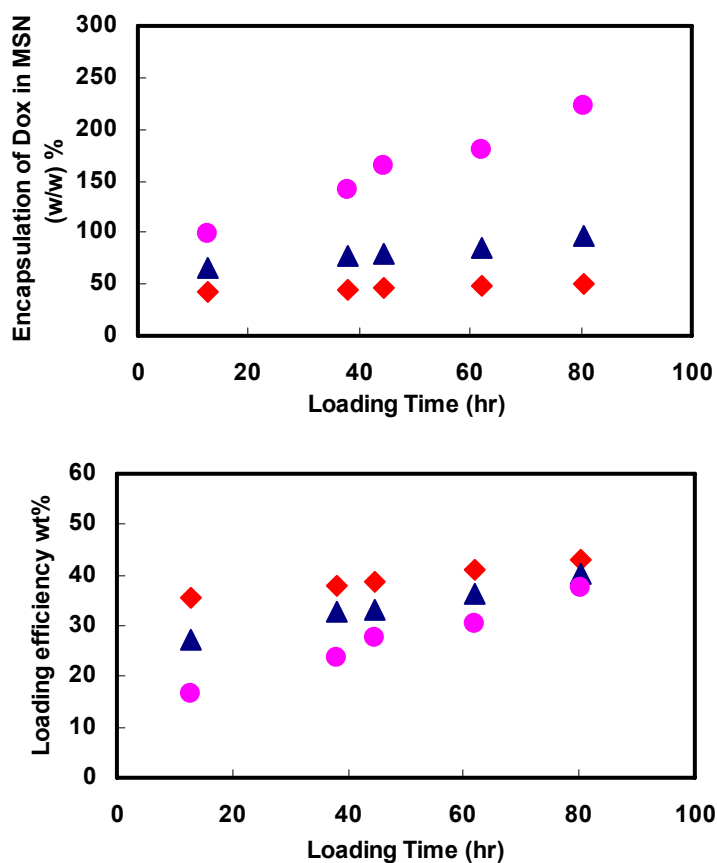 Encapsulation of Dox in MSN
(w/w) %
300
250
200
150
100
50
0
0 20 40 60 80 100
Loading Time (hr)
Loading efficiency wt%
60
50
40
30
20
10
0
0 20 40 60 80 100
Loading Time (hr)